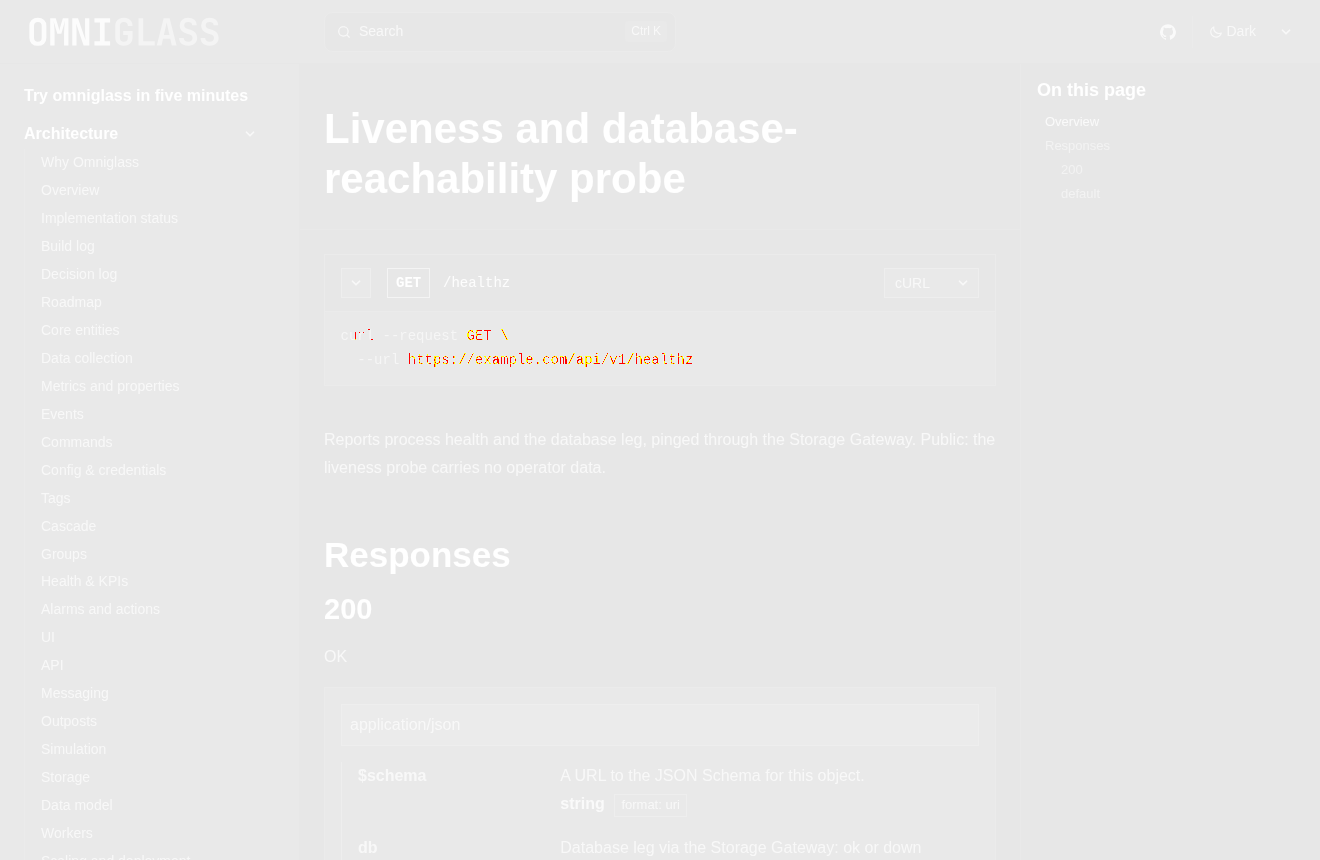 OMNIGLASS
Search
Ctrl K
Dark
Try omniglass in five minutes
Architecture
Why Omniglass
Overview
Implementation status
Build log
Decision log
Roadmap
Core entities
Data collection
Metrics and properties
Events
Commands
Config & credentials
Tags
Cascade
Groups
Health & KPIs
Alarms and actions
UI
API
Messaging
Outposts
Simulation
Storage
Data model
Workers
Scaling and deployment
Liveness and database-
reachability probe
GET /healthz
cURL
curl --request GET \
--url https://example.com/api/v1/healthz
Reports process health and the database leg, pinged through the Storage Gateway. Public: the
liveness probe carries no operator data.
Responses
200
OK
application/json
$schema
A URL to the JSON Schema for this object.
string format: uri
db
Database leg via the Storage Gateway: ok or down
On this page
Overview
Responses
200
default